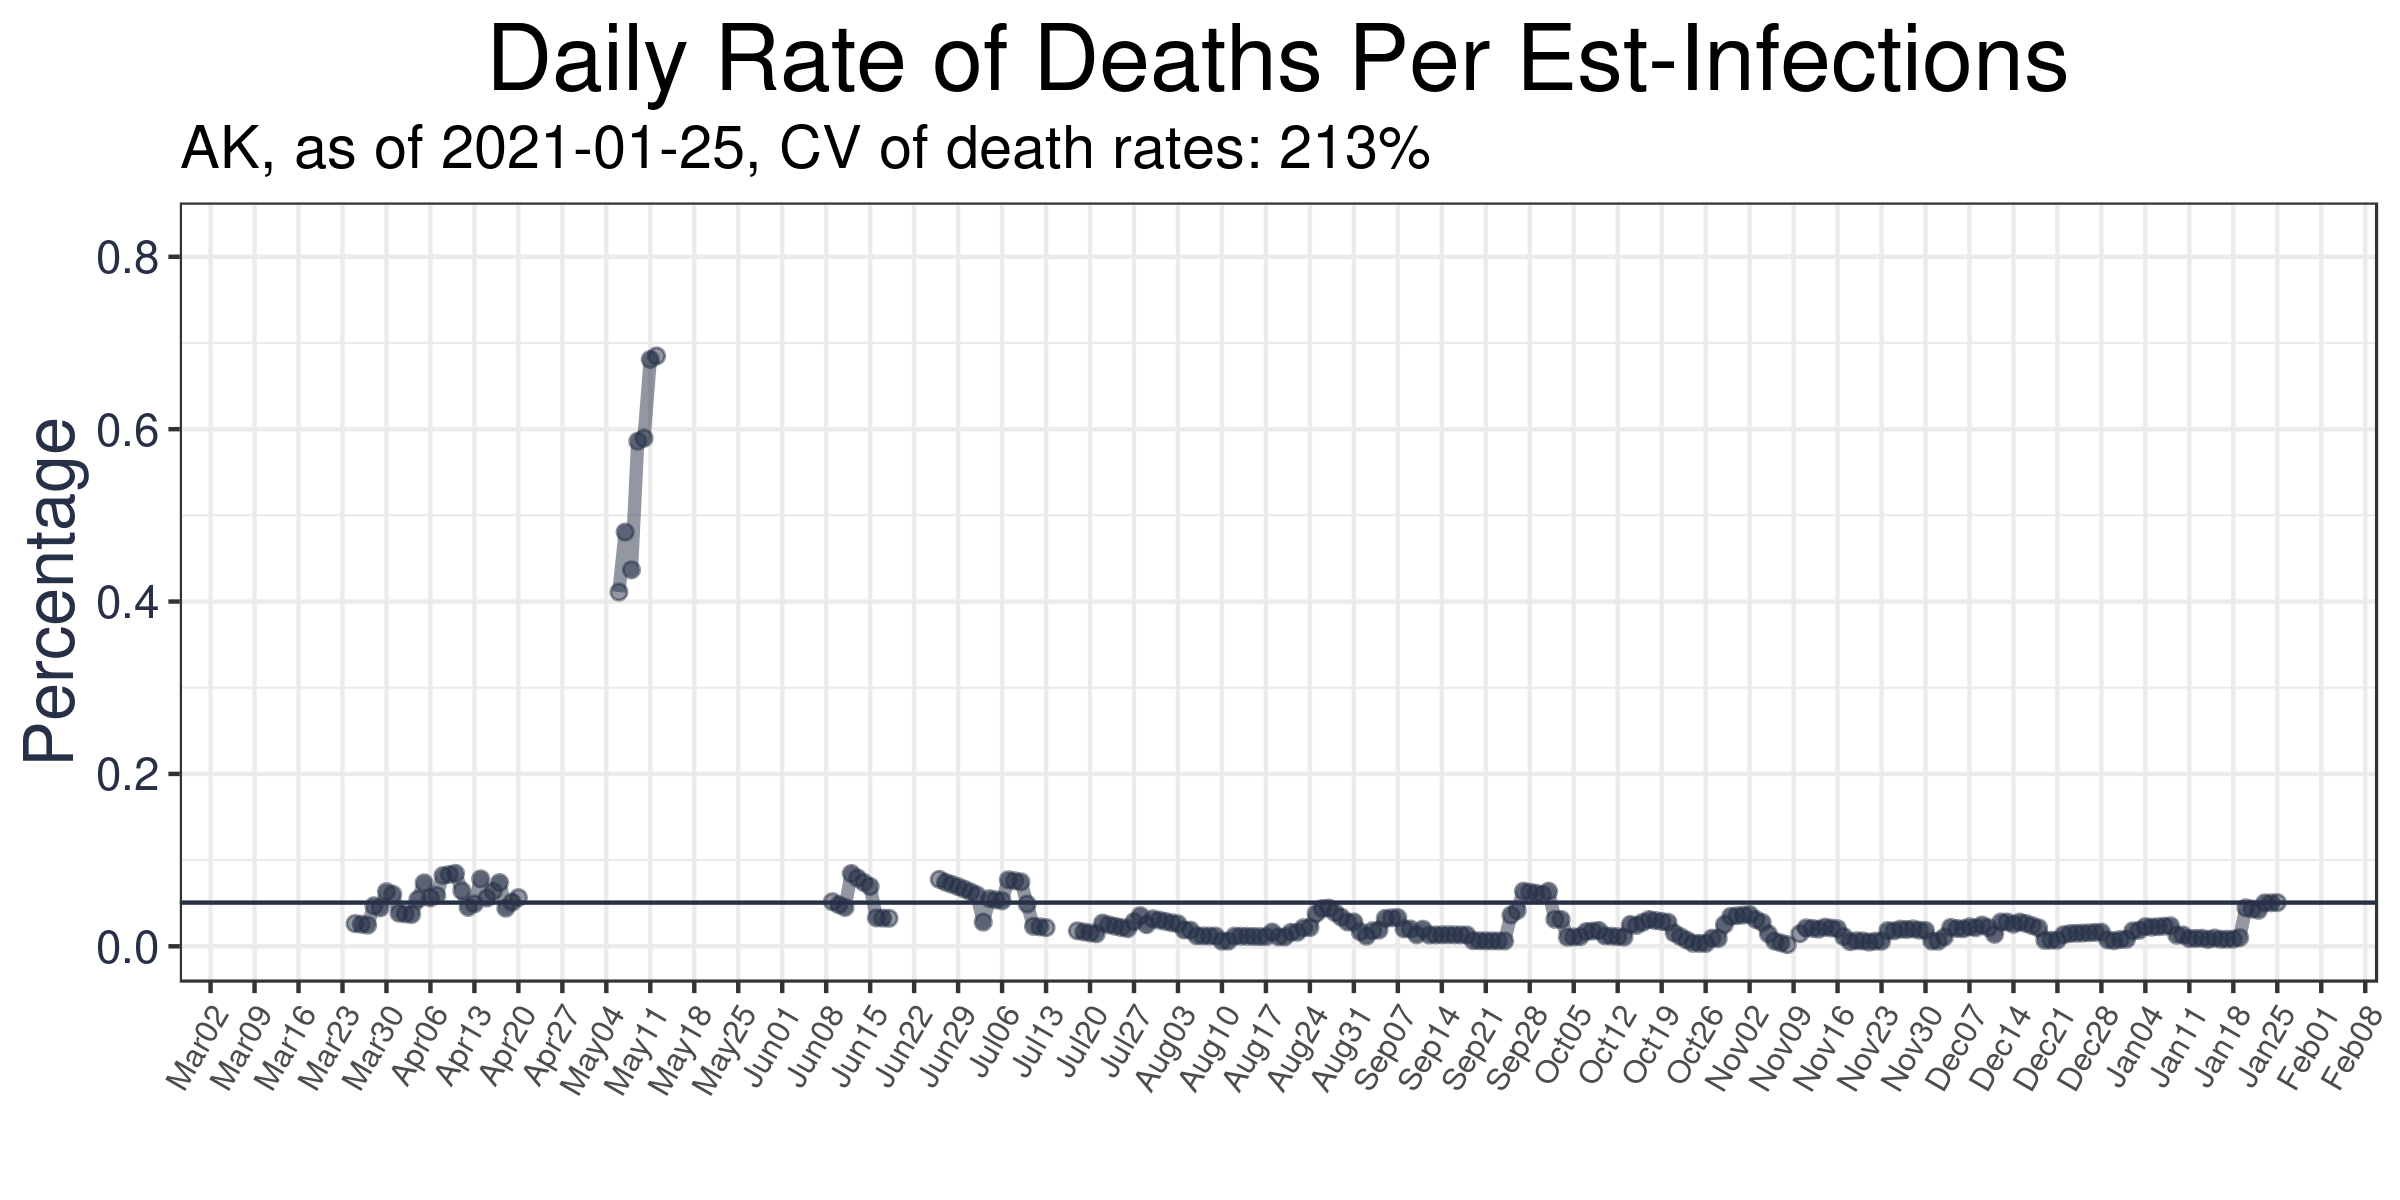 Daily Rate of Deaths Per Est-Infections
AK, as of 2021-01-25, CV of death rates: 213%
Percentage
0.8
0.6
0.4
0.2
0.0
Mar02
Mar09
Mar16
Mar23
Mar30
Apr06
Apr13
Apr20
Apr27
May04
May11
May18
May25
Jun01
Jun08
Jun15
Jun22
Jun29
Jul06
Jul13
Jul20
Jul27
Aug03
Aug10
Aug17
Aug24
Aug31
Sep07
Sep14
Sep21
Sep28
Oct05
Oct12
Oct19
Oct26
Nov02
Nov09
Nov16
Nov23
Nov30
Dec07
Dec14
Dec21
Dec28
Jan04
Jan11
Jan18
Jan25
Feb01
Feb08